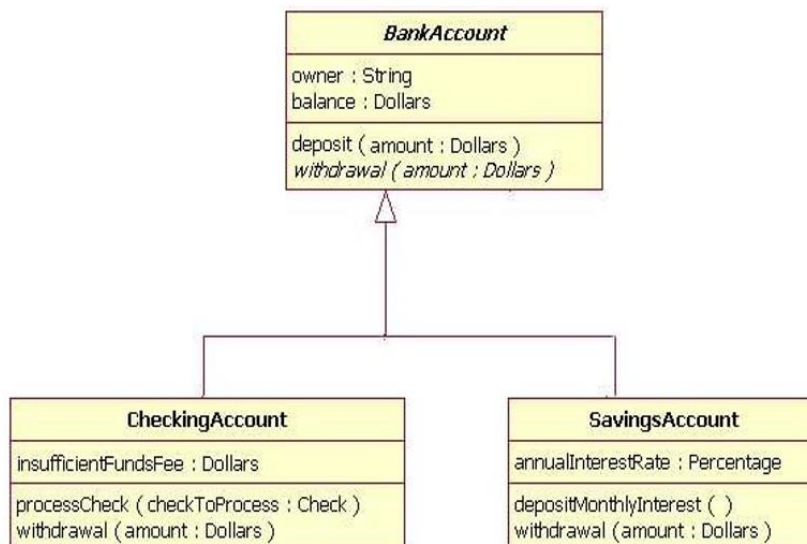 BankAccount
owner : String
balance : Dollars
deposit ( amount : Dollars )
withdrawal ( amount : Dollars )
CheckingAccount
insufficientFundsFee : Dollars
processCheck ( checkToProcess : Check )
withdrawal ( amount : Dollars )
SavingsAccount
annualInterestRate : Percentage
depositMonthlyInterest ( )
withdrawal ( amount : Dollars )